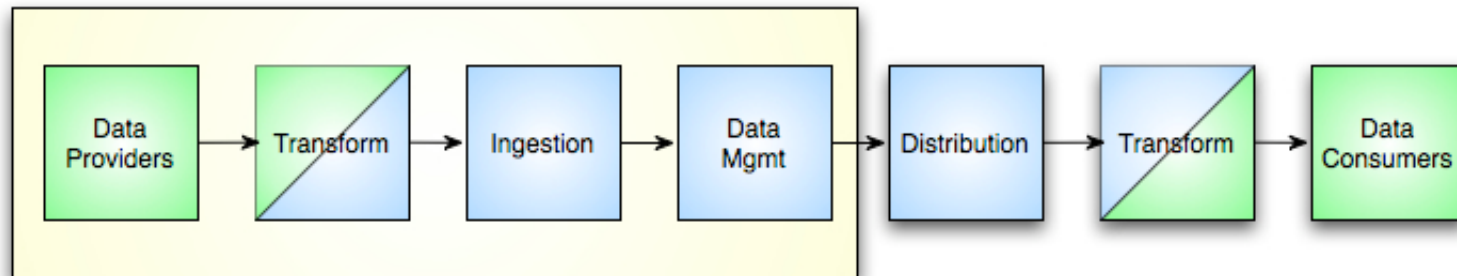 Data
Providers
Transform
Ingestion
Data
Mgmt
Distribution
Transform
Data
Consumers